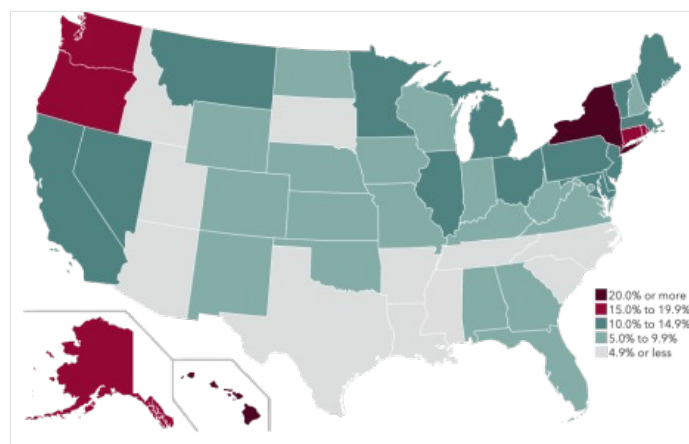 20.0% or more
15.0% to 19.9%
10.0% to 14.9%
5.0% to 9.9%
4.9% or less